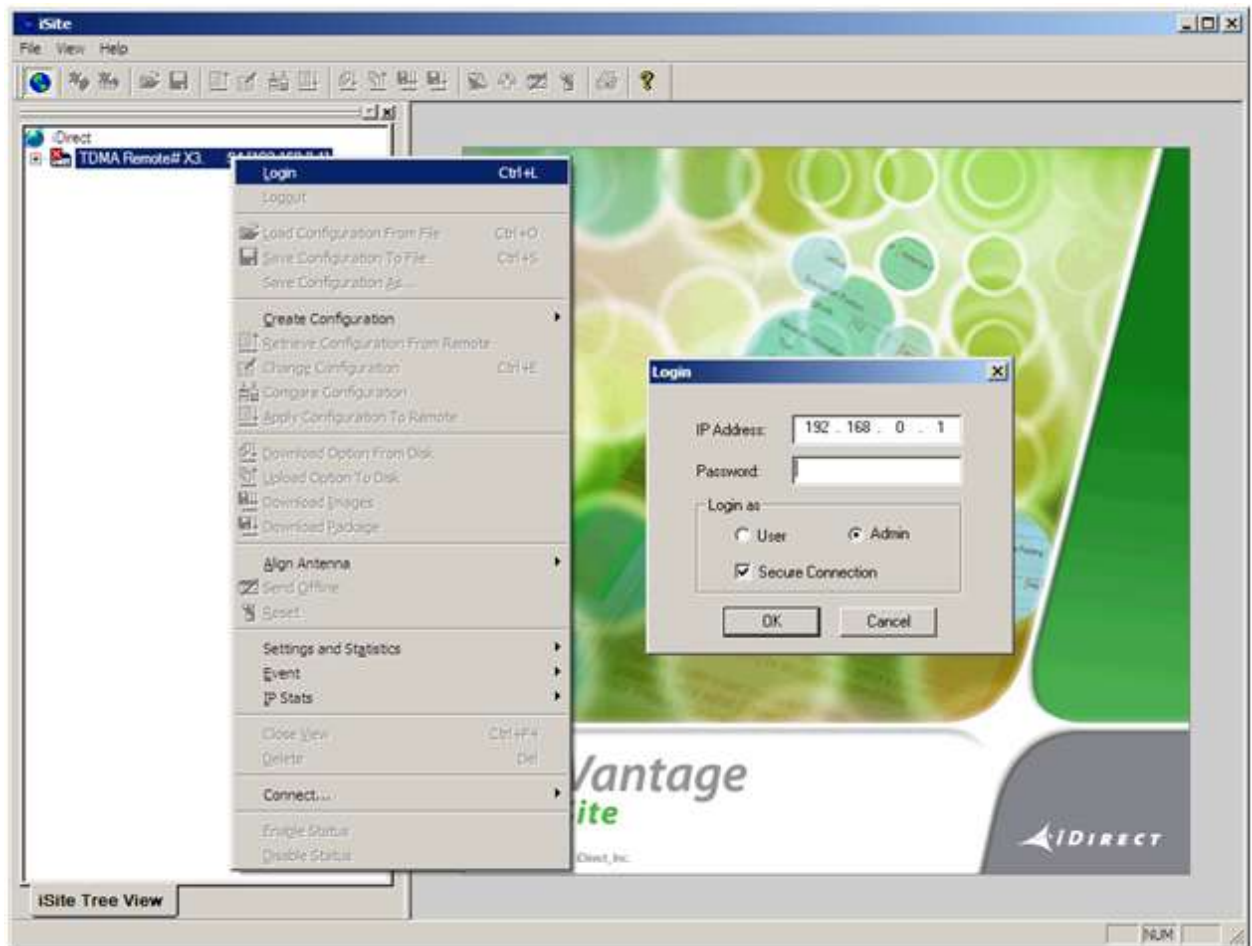 iSite
File View Help
iDirect
TDMA Remote# X3.
Login Ctrl+L
Logout
Load Configuration From File Ctrl+O
Save Configuration To File Ctrl+S
Save Configuration As...
Create Configuration
Retrieve Configuration From Remote
Change Configuration Ctrl+E
Compare Configuration
Apply Configuration To Remote
Download Option From Disk
Upload Option To Disk
Download Images
Download Package
Align Antenna
Send Offline
Reset
Settings and Statistics
Event
IP Stats
Close View Ctrl+F4
Delete Del
Connect...
Enable Status
Disable Status
Login
IP Address: 192 . 168 . 0 . 1
Password:
Login as
User Admin
Secure Connection
OK Cancel
Vantage
ite
iDirect, Inc.
iDIRECT
iSite Tree View
NUM